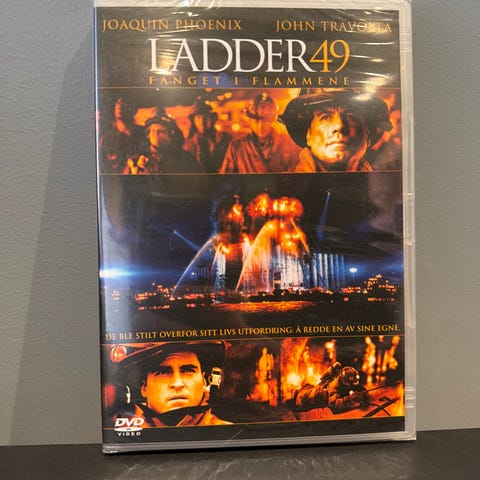 JOAQUIN PHOENIX JOHN TRAVOLTA
LADDER 49
FANGET I FLAMMENE
DE BLE STILT OVERFOR SITT LIVS UTFORDRING: Å REDDE EN AV SINE EGNE.
DVD
VIDEO